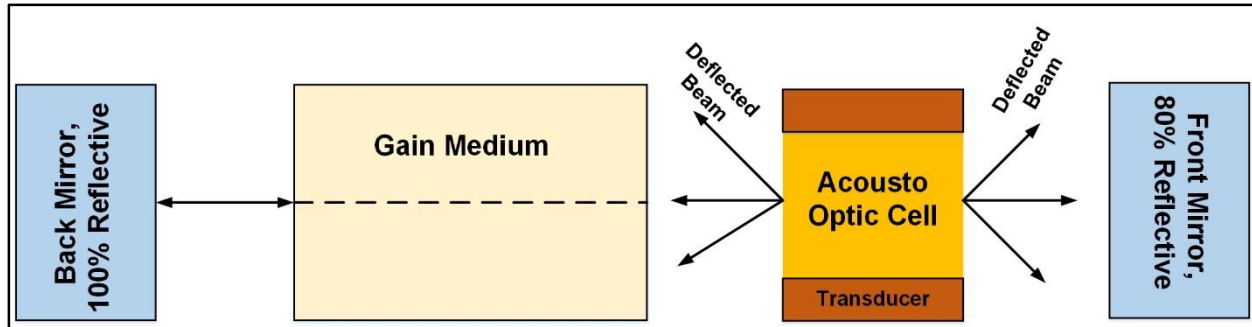 Back Mirror,
100% Reflective
Gain Medium
Deflected
Beam
Acousto
Optic Cell
Transducer
Deflected
Beam
Front Mirror,
80% Reflective